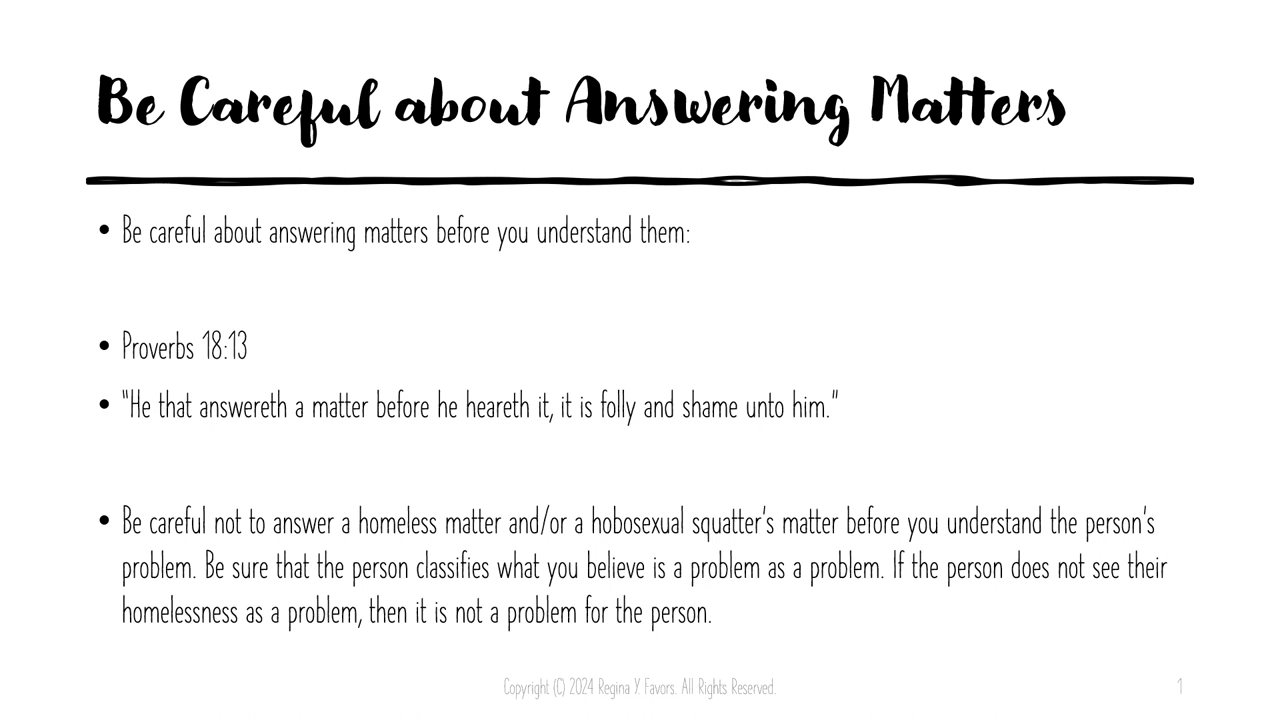 Be Careful about Answering Matters
• Be careful about answering matters before you understand them:
• Proverbs 18:13
• "He that answereth a matter before he heareth it, it is folly and shame unto him."
• Be careful not to answer a homeless matter and/or a hobosexual squatter's matter before you understand the person's
problem. Be sure that the person classifies what you believe is a problem as a problem. If the person does not see their
homelessness as a problem, then it is not a problem for the person.
Copyright (C) 2024 Regina Y. Favors. All Rights Reserved.
1